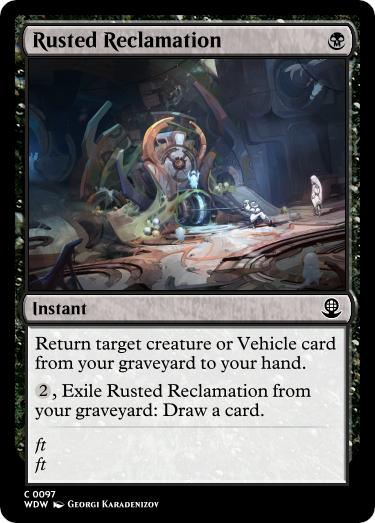 Rusted Reclamation
Instant
Return target creature or Vehicle card
from your graveyard to your hand.
2, Exile Rusted Reclamation from
your graveyard: Draw a card.
ft
ft
C 0097
WDW Georgi Karadenizov